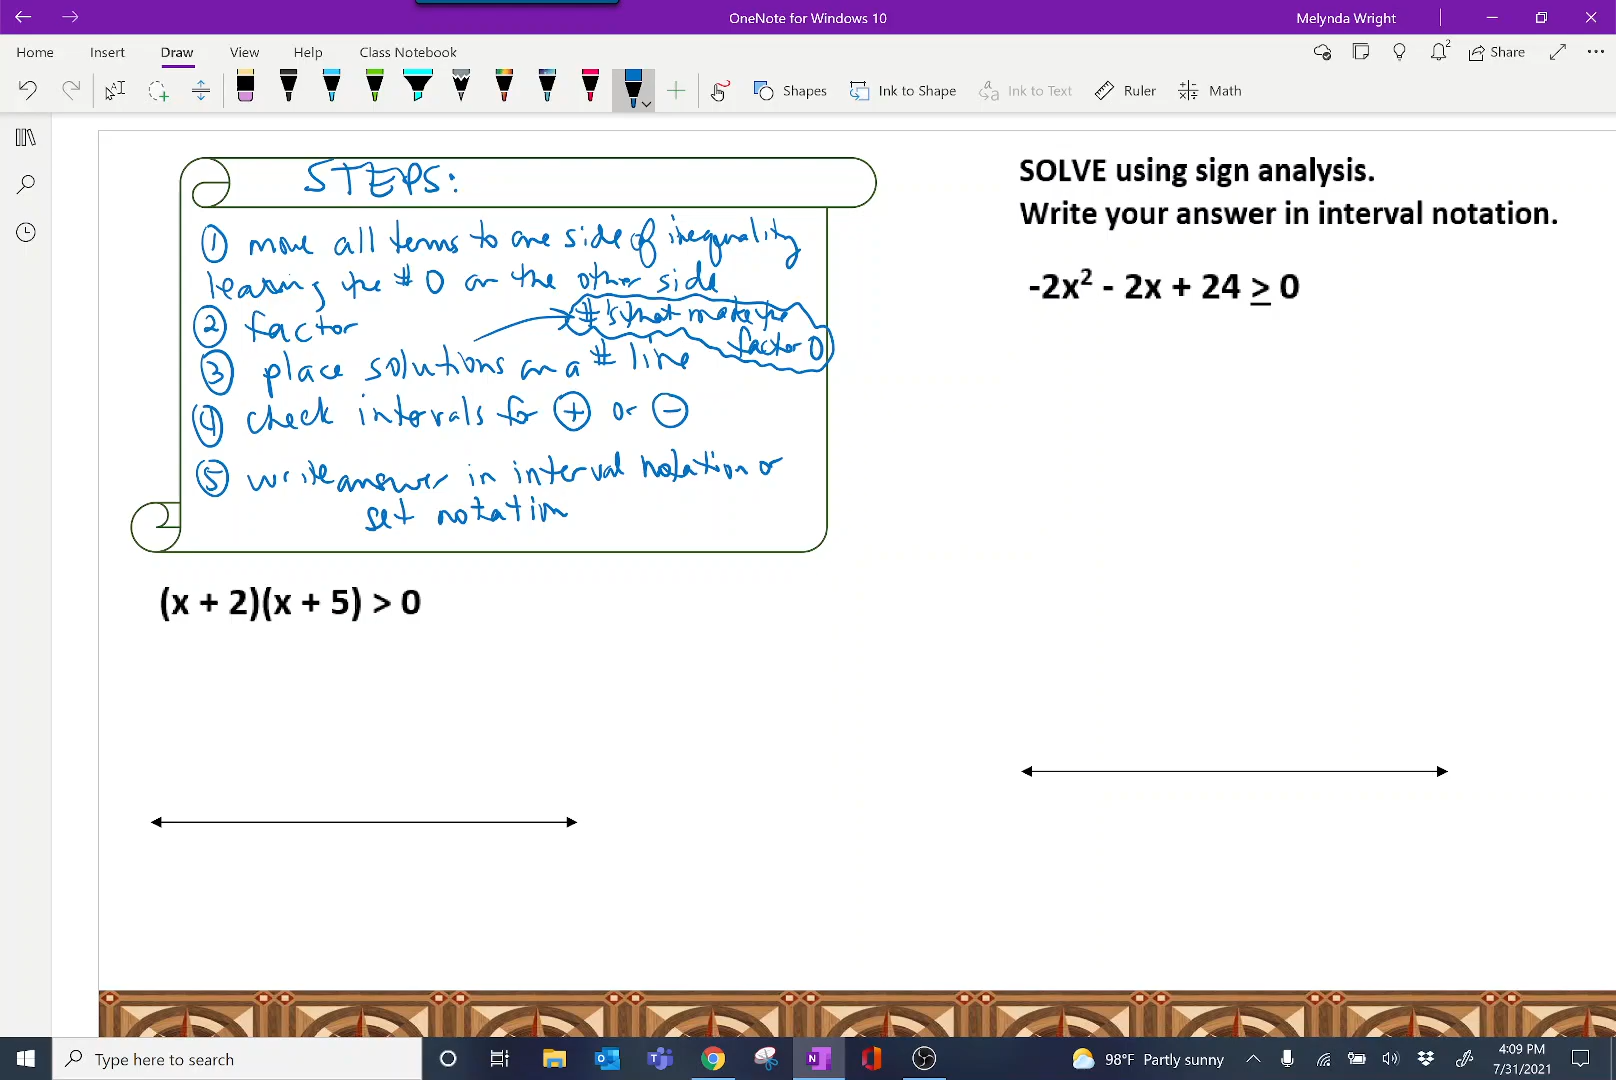 OneNote for Windows 10
Melynda Wright
Home Insert Draw View Help Class Notebook
2
Share
Shapes Ink to Shape Ink to Text Ruler Math
STEPS:
① move all terms to one side of inequality
leaving the # 0 on the other side
② factor
#'s that make the
factor 0
③ place solutions on a # line
④ check intervals for + or -
⑤ write answer in interval notation or
set notation
(x + 2)(x + 5) > 0
SOLVE using sign analysis.
Write your answer in interval notation.
-2x² - 2x + 24 ≥ 0
Type here to search
98°F Partly sunny
4:09 PM
7/31/2021